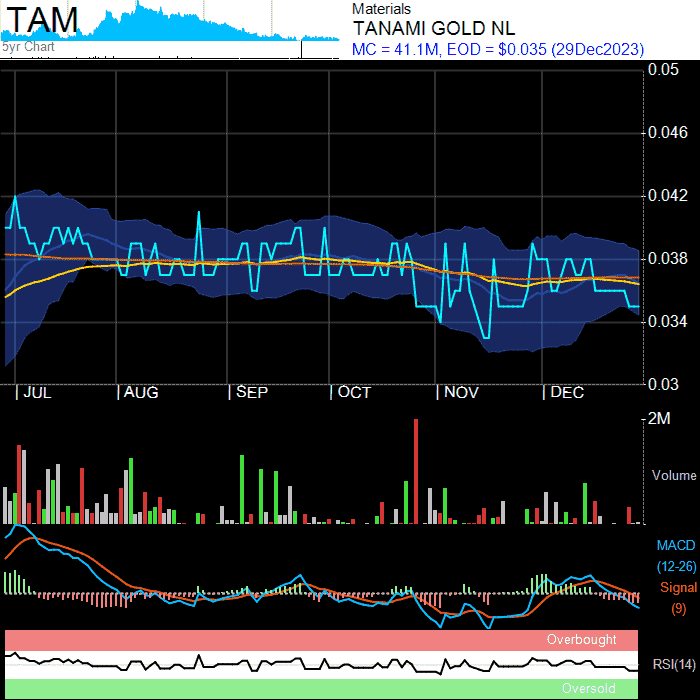 TAM
5yr Chart
Materials
TANAMI GOLD NL
MC = 41.1M, EOD = $0.035 (29Dec2023)
0.05
0.046
0.042
0.038
0.034
0.03
JUL AUG SEP OCT NOV DEC
2M
Volume
MACD
(12-26)
Signal
(9)
Overbought
RSI(14)
Oversold